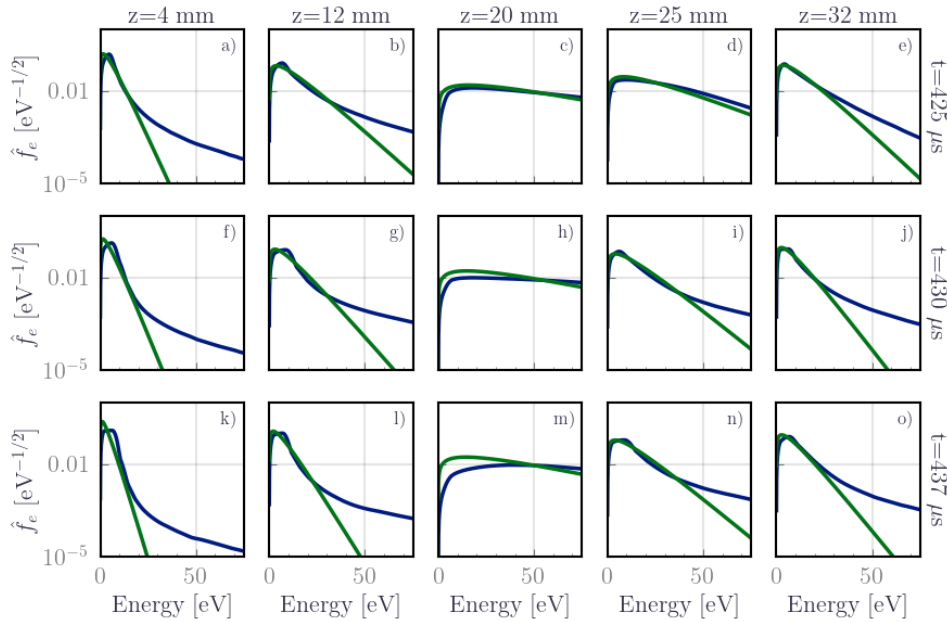 z=4 mm z=12 mm z=20 mm z=25 mm z=32 mm
a) b) c) d) e)
f̂_e [eV^{−1/2}] 0.01 10^{−5} t=425 μs
f) g) h) i) j)
f̂_e [eV^{−1/2}] 0.01 10^{−5} t=430 μs
k) l) m) n) o)
f̂_e [eV^{−1/2}] 0.01 10^{−5} t=437 μs
0 50 0 50 0 50 0 50 0 50
Energy [eV] Energy [eV] Energy [eV] Energy [eV] Energy [eV]